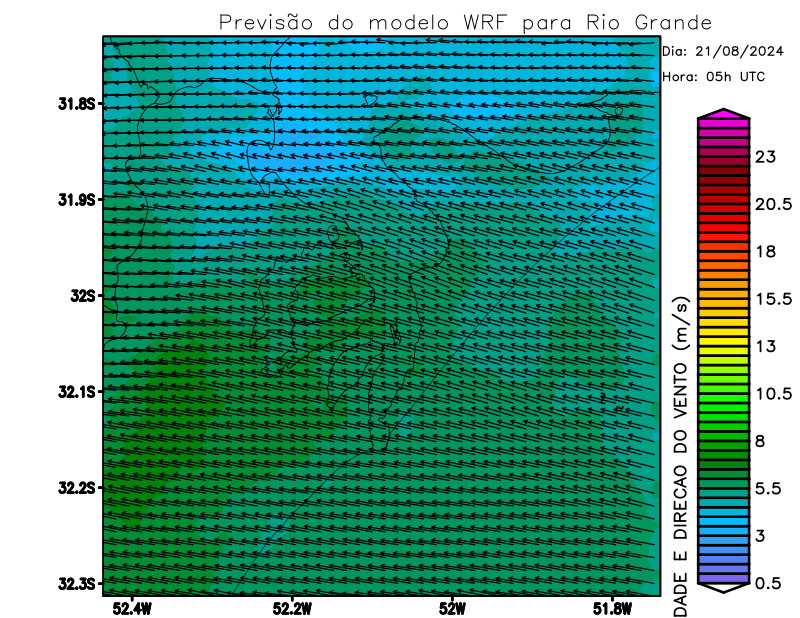 Previsão do modelo WRF para Rio Grande
Dia: 21/08/2024
Hora: 05h UTC
31.8S
31.9S
32S
32.1S
32.2S
32.3S
52.4W
52.2W
52W
51.8W
23
20.5
18
15.5
13
10.5
8
5.5
3
0.5
DADE E DIRECAO DO VENTO (m/s)